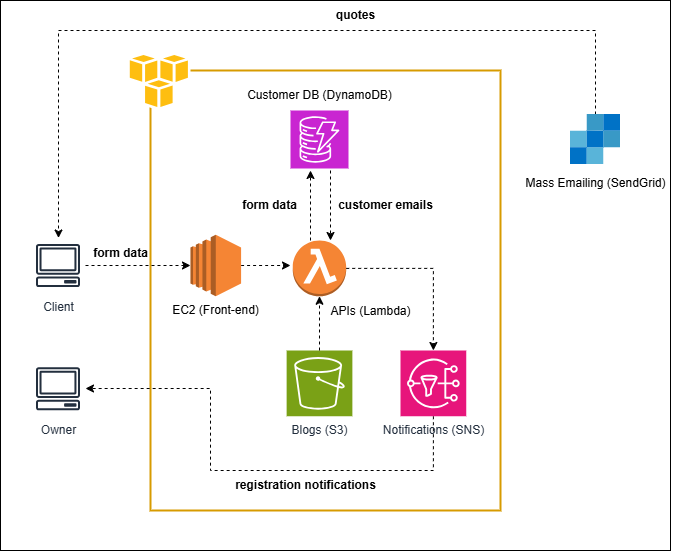 quotes
Customer DB (DynamoDB)
Mass Emailing (SendGrid)
form data
customer emails
form data
Client
EC2 (Front-end)
APIs (Lambda)
Owner
Blogs (S3)
Notifications (SNS)
registration notifications